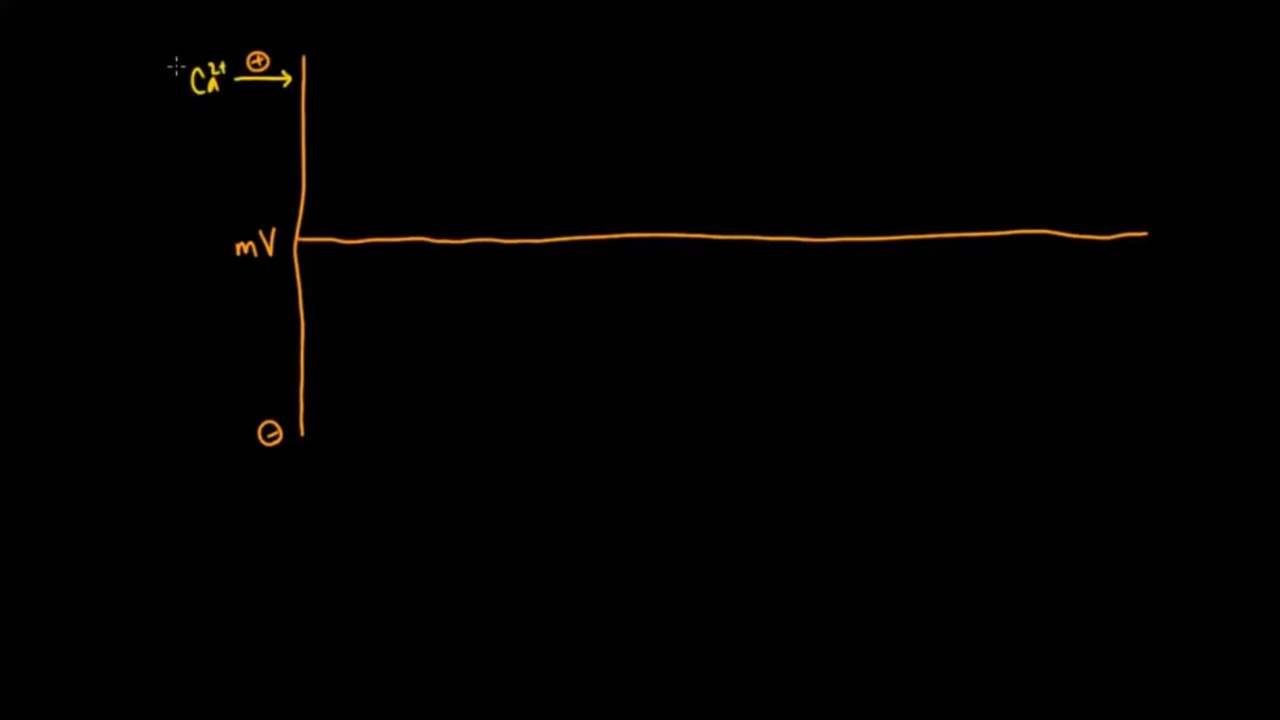 Ca²⁺ → ⊕
mV
⊖